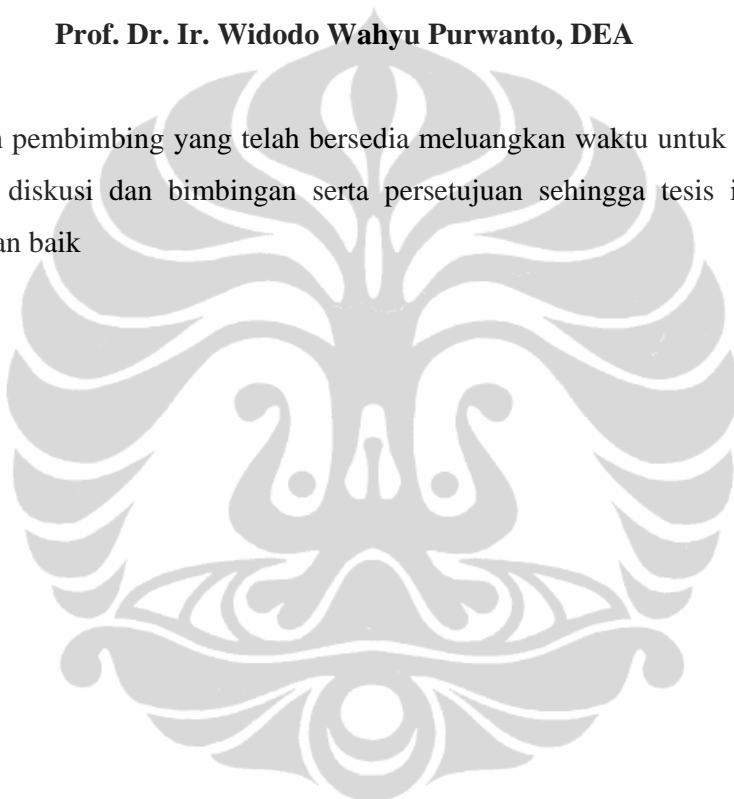 Prof. Dr. Ir. Widodo Wahyu Purwanto, DEA
pembimbing yang telah bersedia meluangkan waktu untuk
diskusi dan bimbingan serta persetujuan sehingga tesis
baik